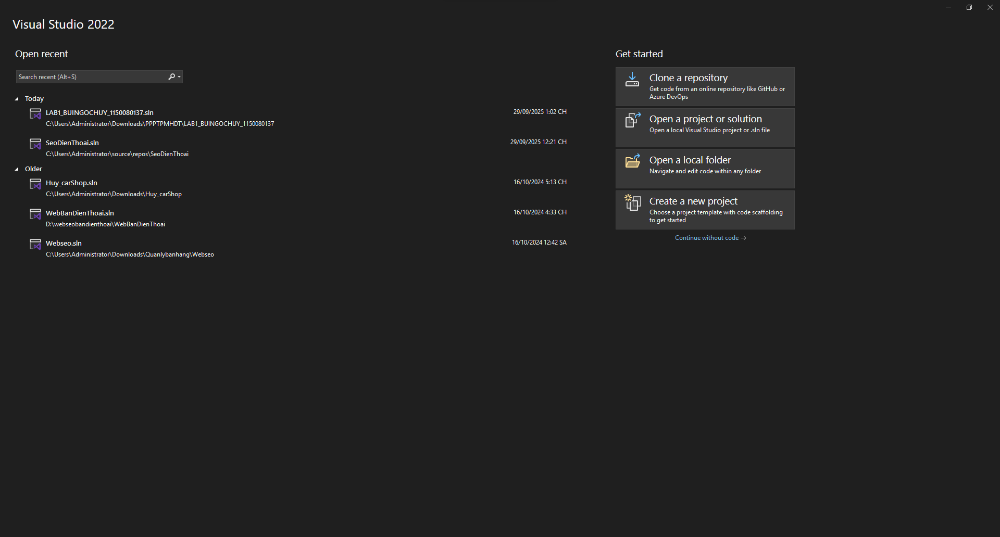 Visual Studio 2022
Open recent
Search recent (Alt+S)
Today
LAB1_BUINGOCHUY_1150080137.sln
29/09/2025 1:02 CH
C:\Users\Administrator\Downloads\PPPTPMHDT\LAB1_BUINGOCHUY_1150080137
SeoDienThoai.sln
29/09/2025 12:21 CH
C:\Users\Administrator\source\repos\SeoDienThoai
Older
Huy_carShop.sln
16/10/2024 5:13 CH
C:\Users\Administrator\Downloads\Huy_carShop
WebBanDienThoai.sln
16/10/2024 4:33 CH
D:\webseobandienthoai\WebBanDienThoai
Webseo.sln
16/10/2024 12:42 SA
C:\Users\Administrator\Downloads\Quanlybanhang\Webseo
Get started
Clone a repository
Get code from an online repository like GitHub or
Azure DevOps
Open a project or solution
Open a local Visual Studio project or .sln file
Open a local folder
Navigate and edit code within any folder
Create a new project
Choose a project template with code scaffolding
to get started
Continue without code →